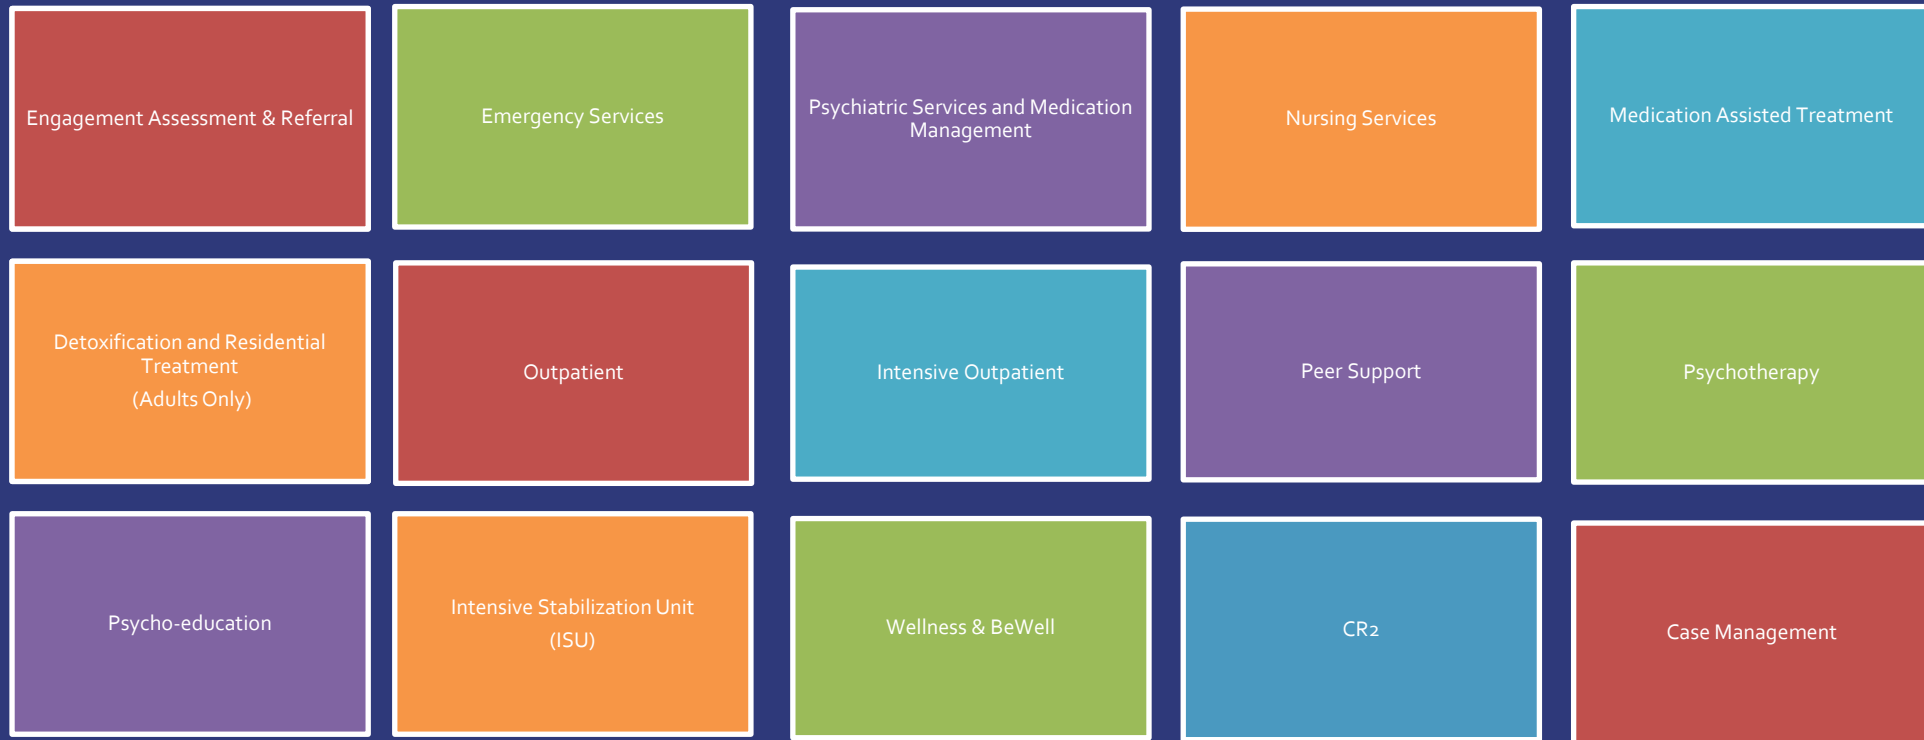 Engagement Assessment & Referral
Emergency Services
Psychiatric Services and Medication
Management
Nursing Services
Medication Assisted Treatment
Detoxification and Residential
Treatment
(Adults Only)
Outpatient
Intensive Outpatient
Peer Support
Psychotherapy
Psycho-education
Intensive Stabilization Unit
(ISU)
Wellness & BeWell
CR2
Case Management